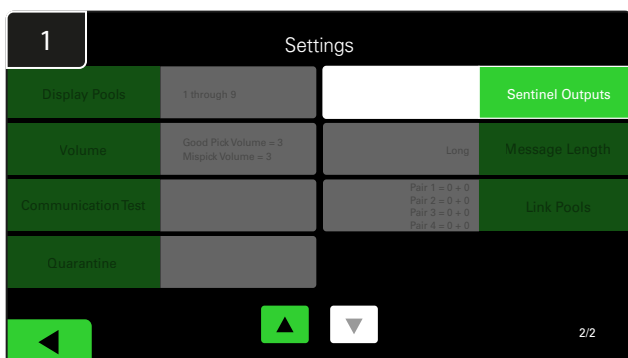 1
Settings
Display Pools
1 through 9
Sentinel Outputs
Volume
Good Pick Volume = 3
Mispick Volume = 3
Long
Message Length
Communication Test
Pair 1 = 0 + 0
Pair 2 = 0 + 0
Pair 3 = 0 + 0
Pair 4 = 0 + 0
Link Pools
Quarantine
2/2